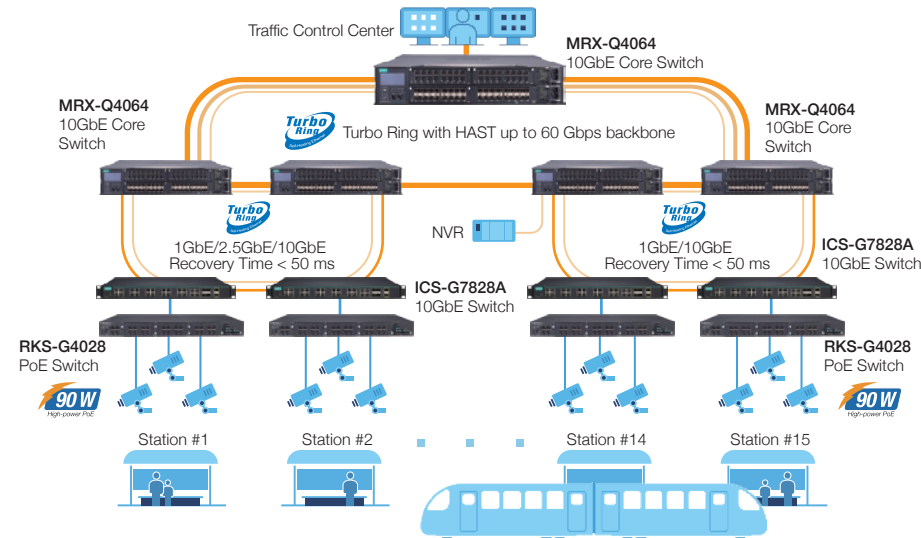 Traffic Control Center
MRX-Q4064
10GbE Core Switch
MRX-Q4064
10GbE Core
Switch
Turbo
Ring
Turbo Ring with HAST up to 60 Gbps backbone
MRX-Q4064
10GbE Core
Switch
Turbo
Ring
1GbE/2.5GbE/10GbE
Recovery Time < 50 ms
NVR
Turbo
Ring
1GbE/10GbE
Recovery Time < 50 ms
ICS-G7828A
10GbE Switch
ICS-G7828A
10GbE Switch
RKS-G4028
PoE Switch
90 W
High-power PoE
RKS-G4028
PoE Switch
90 W
High-power PoE
Station #1
Station #2
Station #14
Station #15